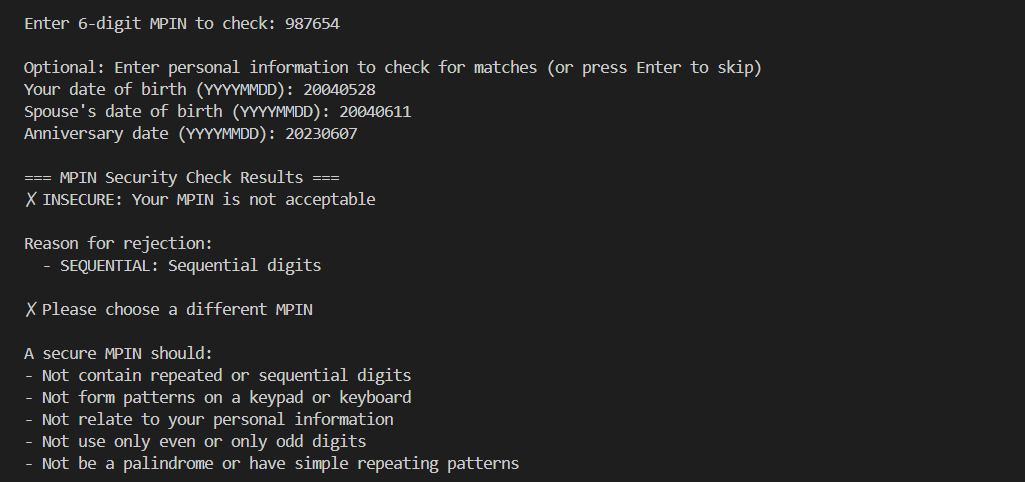 Enter 6-digit MPIN to check: 987654
Optional: Enter personal information to check for matches (or press Enter to skip)
Your date of birth (YYYYMMDD): 20040528
Spouse's date of birth (YYYYMMDD): 20040611
Anniversary date (YYYYMMDD): 20230607
=== MPIN Security Check Results ===
✗ INSECURE: Your MPIN is not acceptable
Reason for rejection:
- SEQUENTIAL: Sequential digits
✗ Please choose a different MPIN
A secure MPIN should:
- Not contain repeated or sequential digits
- Not form patterns on a keypad or keyboard
- Not relate to your personal information
- Not use only even or only odd digits
- Not be a palindrome or have simple repeating patterns